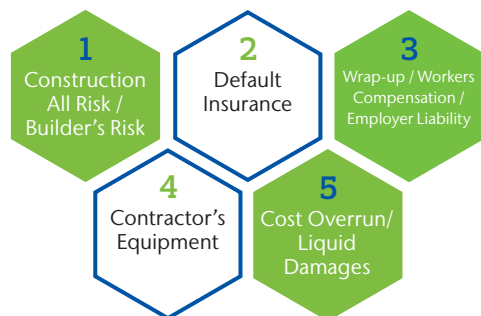 1
Construction
All Risk /
Builder's Risk
2
Default
Insurance
3
Wrap-up / Workers
Compensation /
Employer Liability
4
Contractor's
Equipment
5
Cost Overrun/
Liquid
Damages